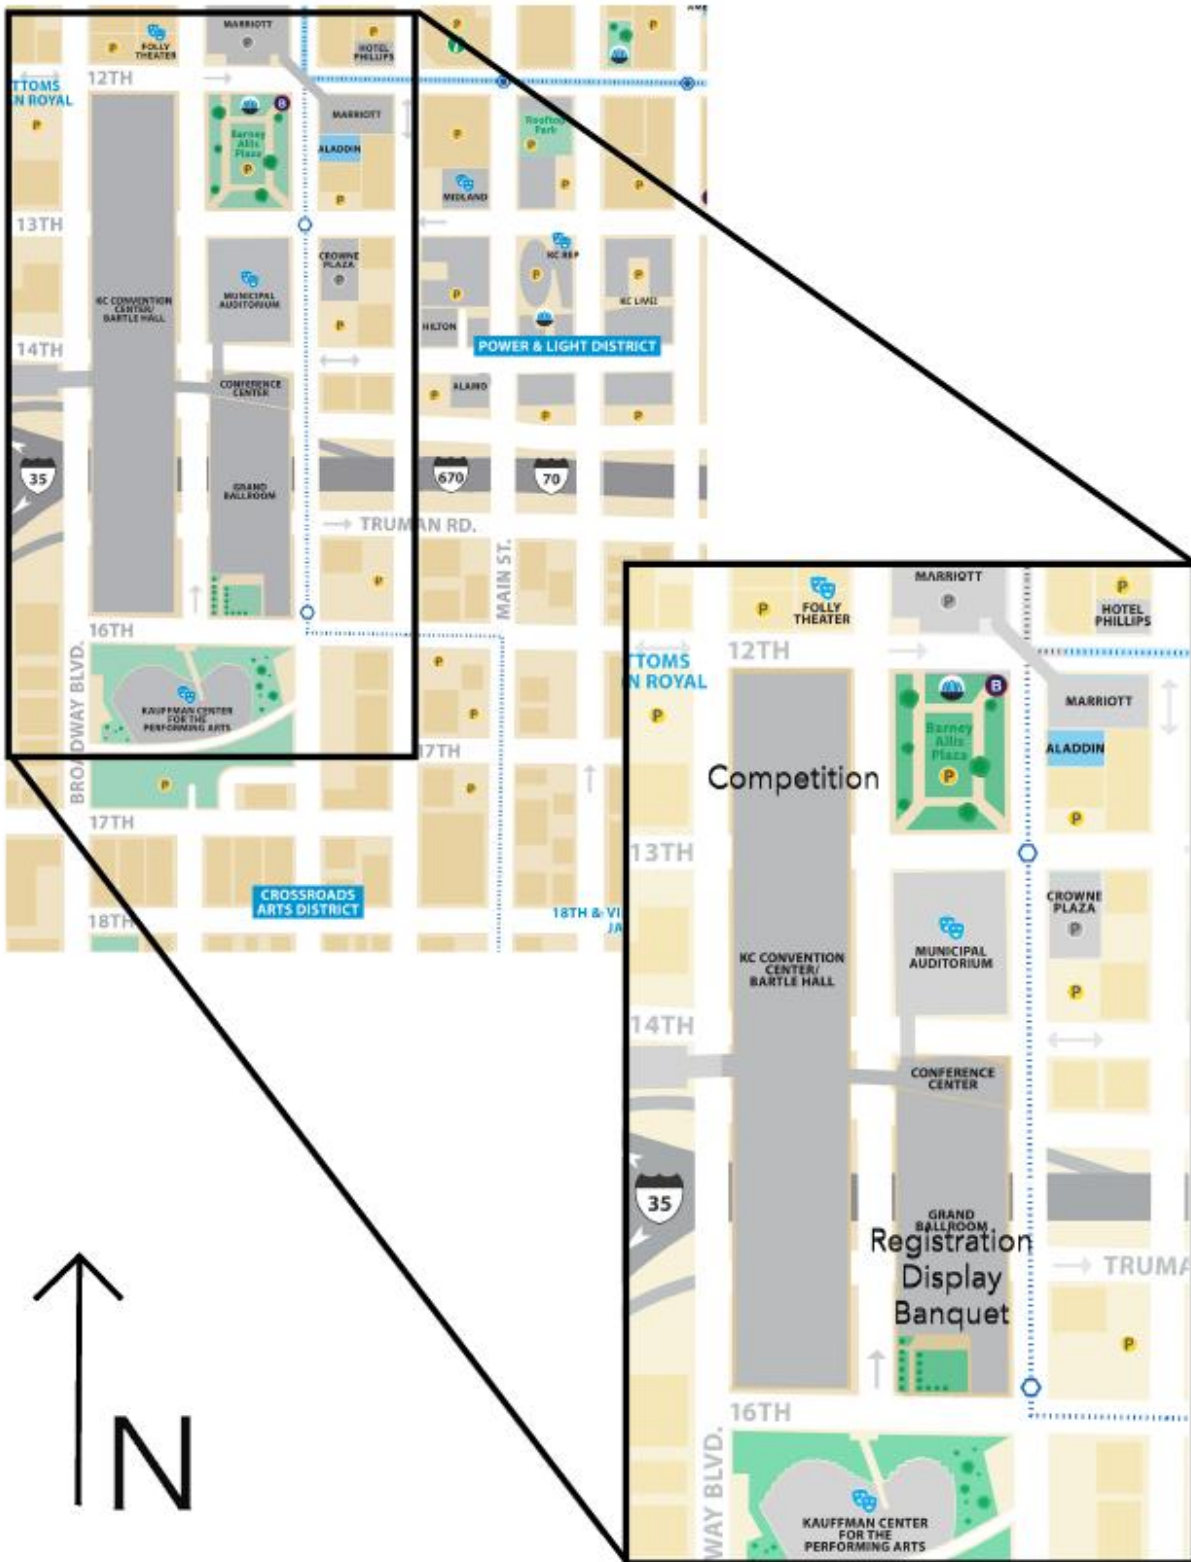 AME
MARRIOTT
P
P
P
P
FOLLY
THEATER
P
HOTEL
PHILLIPS
12TH
TTOMS
N ROYAL
P
B
MARRIOTT
Barney
Allis
Plaza
P
ALADDIN
P
Rooftop
Park
P
P
MIDLAND
P
P
P
13TH
CROWNE
PLAZA
P
KC REP
P
P
P
KC LIVE!
KC CONVENTION
CENTER/
BARTLE HALL
MUNICIPAL
AUDITORIUM
P
HILTON
14TH
POWER & LIGHT DISTRICT
CONFERENCE
CENTER
P
ALAMO
P
P
35
670
70
GRAND
BALLROOM
TRUMAN RD.
MAIN ST.
P
16TH
BROADWAY BLVD.
P
KAUFFMAN CENTER
FOR THE
PERFORMING ARTS
P
17TH
P
P
17TH
CROSSROADS
ARTS DISTRICT
18TH
18TH & VI
JA
N
MARRIOTT
P
P
FOLLY
THEATER
P
HOTEL
PHILLIPS
12TH
TTOMS
N ROYAL
P
B
MARRIOTT
Barney
Allis
Plaza
P
ALADDIN
Competition
P
13TH
CROWNE
PLAZA
P
MUNICIPAL
AUDITORIUM
KC CONVENTION
CENTER/
BARTLE HALL
P
14TH
CONFERENCE
CENTER
35
GRAND
BALLROOM
Registration
Display
Banquet
TRUMA
P
16TH
WAY BLVD.
KAUFFMAN CENTER
FOR THE
PERFORMING ARTS